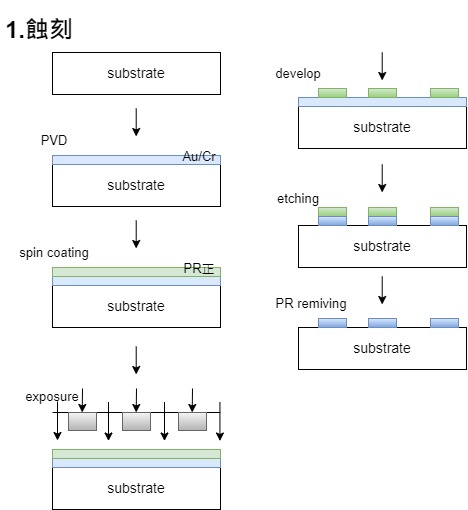 1.蝕刻
substrate
PVD
Au/Cr
substrate
spin coating
PR正
substrate
exposure
substrate
develop
substrate
etching
substrate
PR remiving
substrate